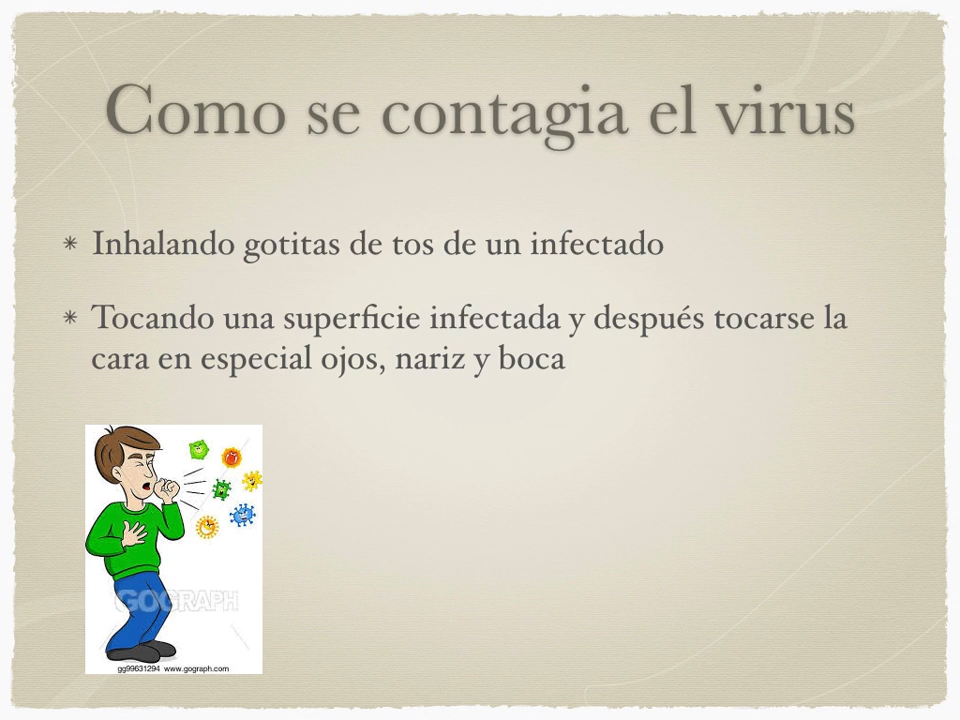 Como se contagia el virus
Inhalando gotitas de tos de un infectado
Tocando una superficie infectada y después tocarse la
cara en especial ojos, nariz y boca
GOGRAPH
gg99631294 www.gograph.com